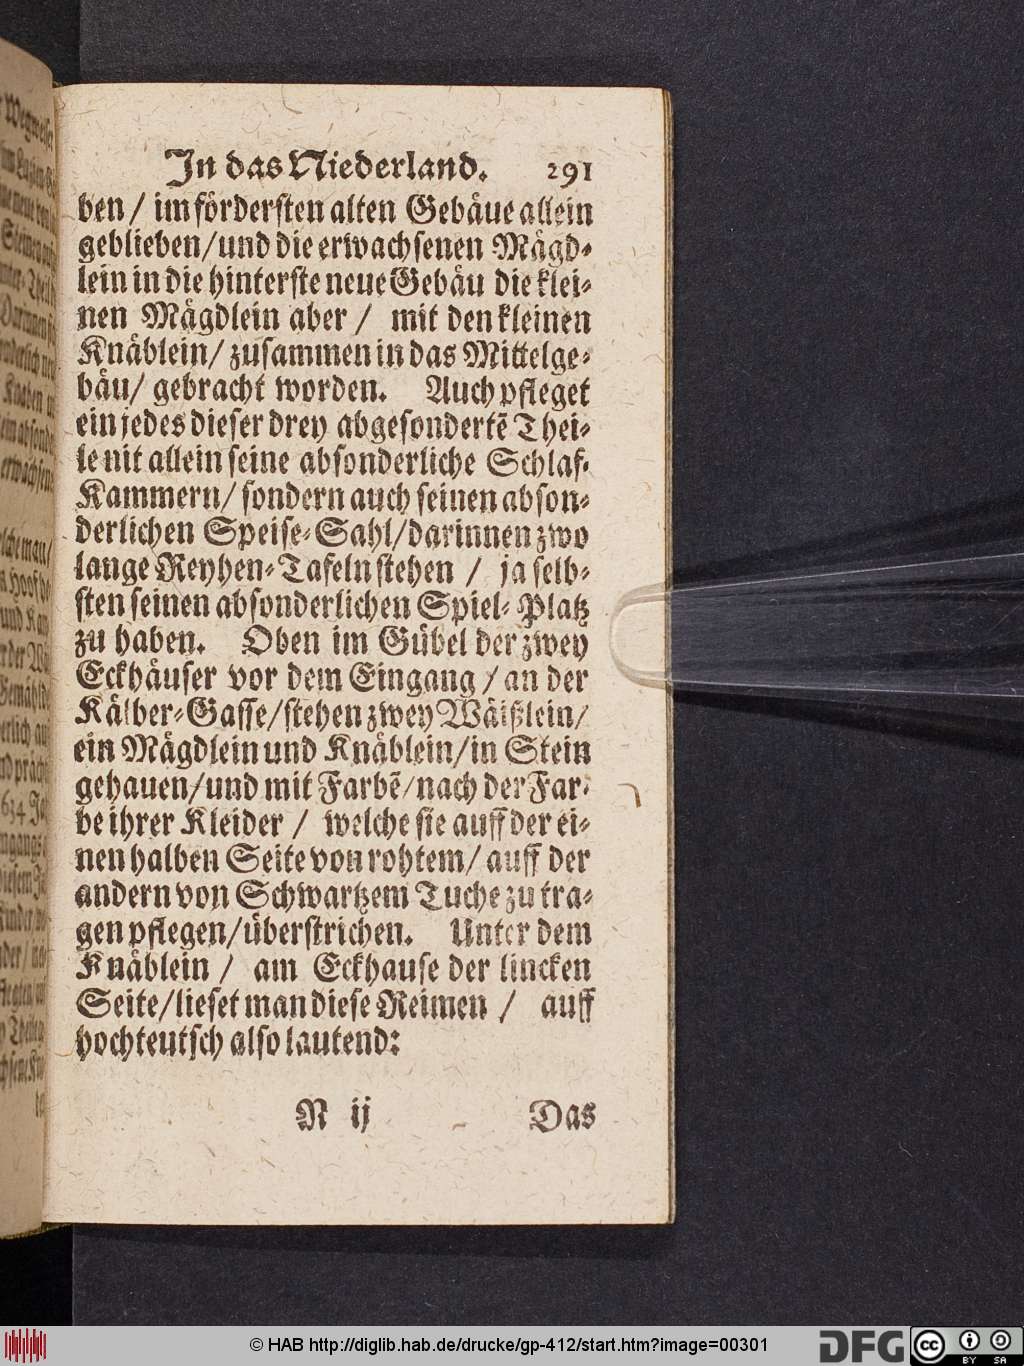 In das Niederland. 291
ben / im fördersten alten Gebäue allein
geblieben / und die erwachsenen Mägd-
lein in die hinterste neue Gebäu die klei-
nen Mägdlein aber / mit den kleinen
Knäblein / zusammen in das Mittelge-
bäu / gebracht worden. Auch pfleget
ein jedes dieser drey abgesondertẽ Thei-
le nit allein seine absonderliche Schlaf-
Kammern / sondern auch seinen abson-
derlichen Speise-Sahl / darinnen zwo
lange Reyhen-Tafeln stehen / ja selb-
sten seinen absonderlichen Spiel-Platz
zu haben. Oben im Gübel der zwey
Eckhäuser vor dem Eingang / an der
Kälber-Gasse / stehen zwey Wäißlein /
ein Mägdlein und Knäblein / in Stein
gehauen / und mit Farbẽ / nach der Far-
be ihrer Kleider / welche sie auff der ei-
nen halben Seite von rohtem / auff der
andern von Schwartzem Tuche zu tra-
gen pflegen / überstrichen. Unter dem
Knäblein / am Eckhause der lincken
Seite / lieset man diese Reimen / auff
hochteutsch also lautend:
N ij Das
© HAB http://diglib.hab.de/drucke/gp-412/start.htm?image=00301
DFG cc BY SA